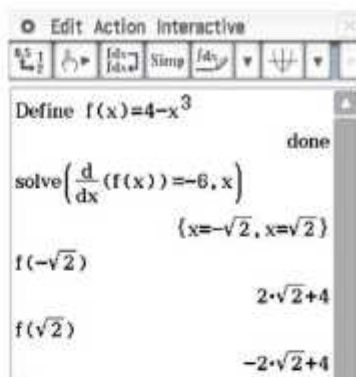 Edit Action Interactive
Simp
Define f(x)=4-x³
done
solve(d/dx(f(x))=-6,x)
{x=-√2,x=√2}
f(-√2)
2·√2+4
f(√2)
-2·√2+4